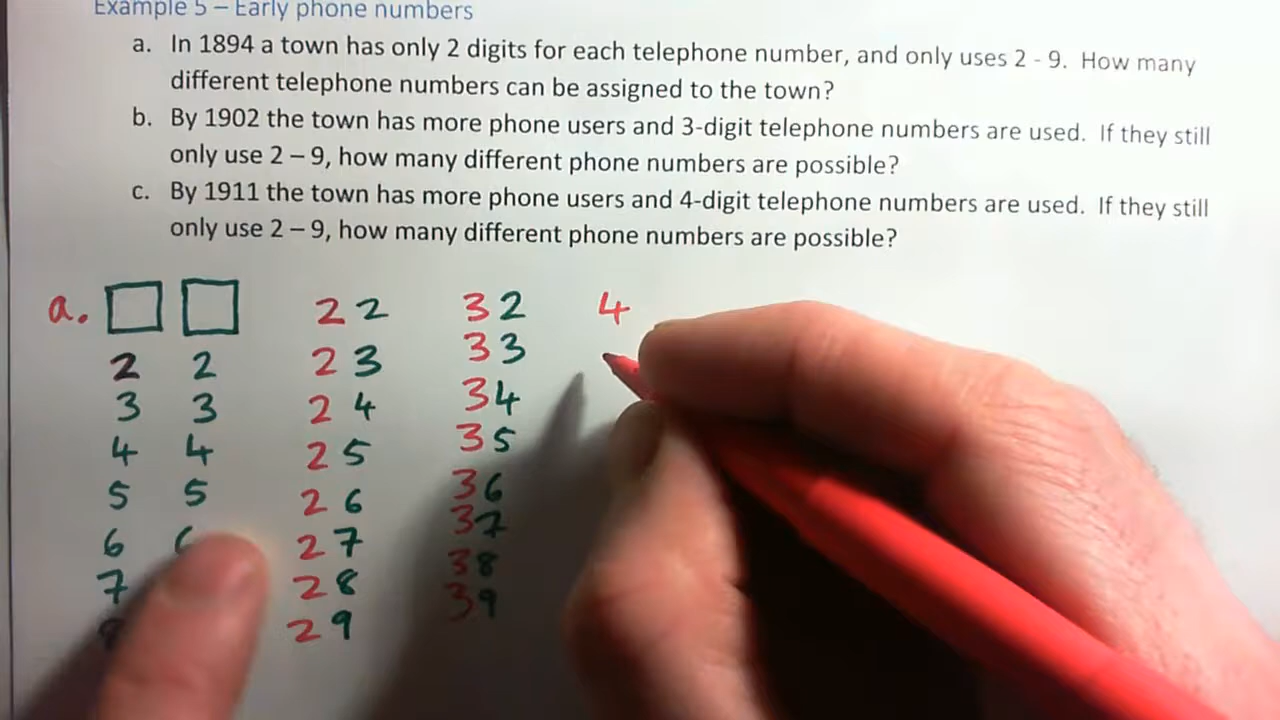 Example 5 – Early phone numbers
a. In 1894 a town has only 2 digits for each telephone number, and only uses 2 - 9. How many
different telephone numbers can be assigned to the town?
b. By 1902 the town has more phone users and 3-digit telephone numbers are used. If they still
only use 2 – 9, how many different phone numbers are possible?
c. By 1911 the town has more phone users and 4-digit telephone numbers are used. If they still
only use 2 – 9, how many different phone numbers are possible?
a. 22 32 4
2 2 23 33
3 3 24 34
4 4 25 35
5 5 26 36
6 6 27 37
7 28 38
8 29 39